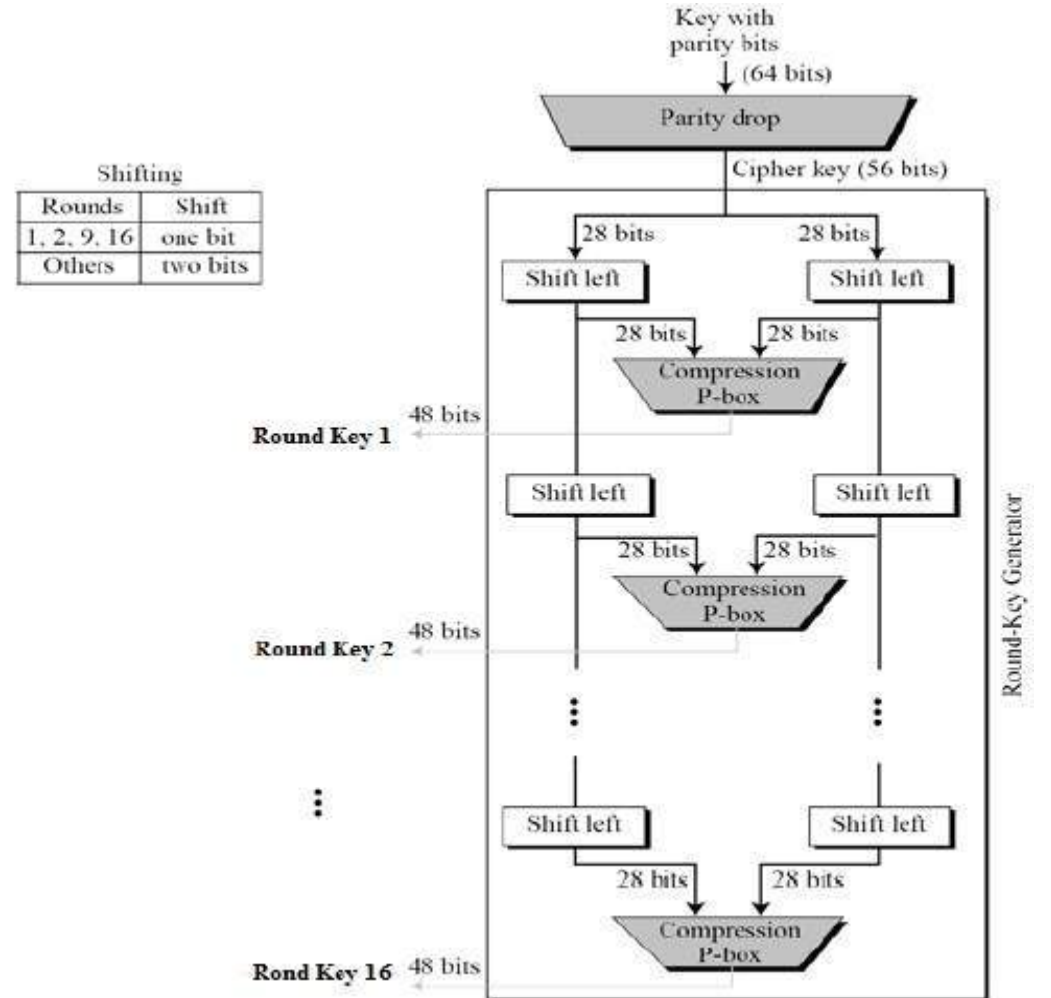 Key with
parity bits
(64 bits)
Parity drop
Cipher key (56 bits)
Shifting
Rounds Shift
1, 2, 9, 16 one bit
Others two bits
28 bits 28 bits
Shift left Shift left
28 bits 28 bits
Compression
P-box
48 bits
Round Key 1
Shift left Shift left
28 bits 28 bits
Compression
P-box
48 bits
Round Key 2
Round-Key Generator
Shift left Shift left
28 bits 28 bits
Compression
P-box
48 bits
Rond Key 16